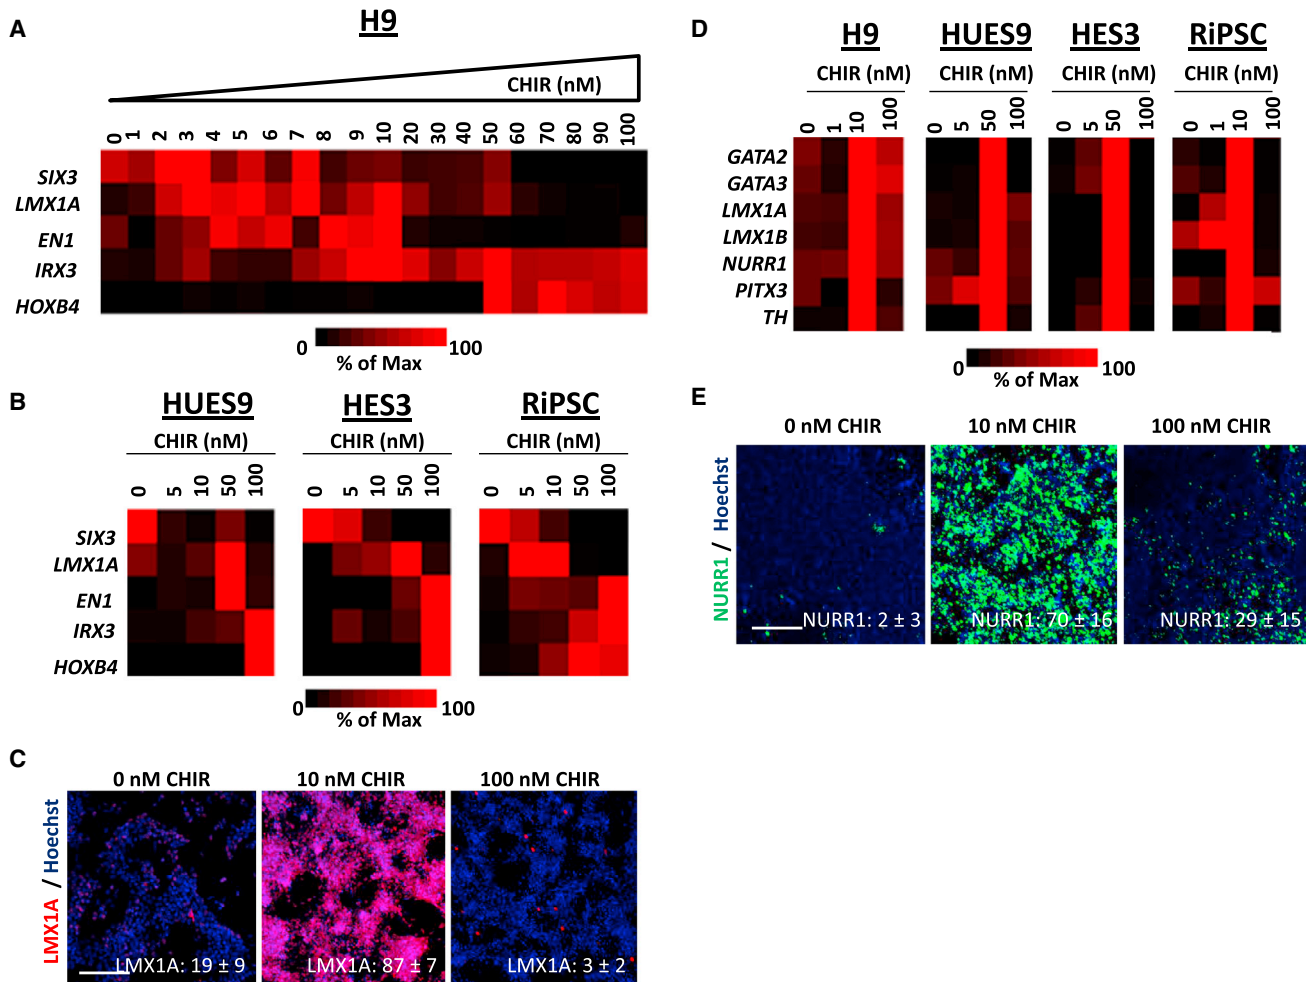 A
H9
CHIR (nM)
0 1 2 3 4 5 6 7 8 9 10 20 30 40 50 60 70 80 90 100
SIX3
LMX1A
EN1
IRX3
HOXB4
0 100
% of Max
B
HUES9 HES3 RiPSC
CHIR (nM) CHIR (nM) CHIR (nM)
0 5 10 50 100 0 5 10 50 100 0 5 10 50 100
SIX3
LMX1A
EN1
IRX3
HOXB4
0 100
% of Max
C
0 nM CHIR 10 nM CHIR 100 nM CHIR
LMX1A / Hoechst
LMX1A: 19 ± 9 LMX1A: 87 ± 7 LMX1A: 3 ± 2
D
H9 HUES9 HES3 RiPSC
CHIR (nM) CHIR (nM) CHIR (nM) CHIR (nM)
0 1 10 100 0 5 50 100 0 5 50 100 0 1 10 100
GATA2
GATA3
LMX1A
LMX1B
NURR1
PITX3
TH
0 100
% of Max
E
0 nM CHIR 10 nM CHIR 100 nM CHIR
NURR1 / Hoechst
NURR1: 2 ± 3 NURR1: 70 ± 16 NURR1: 29 ± 15